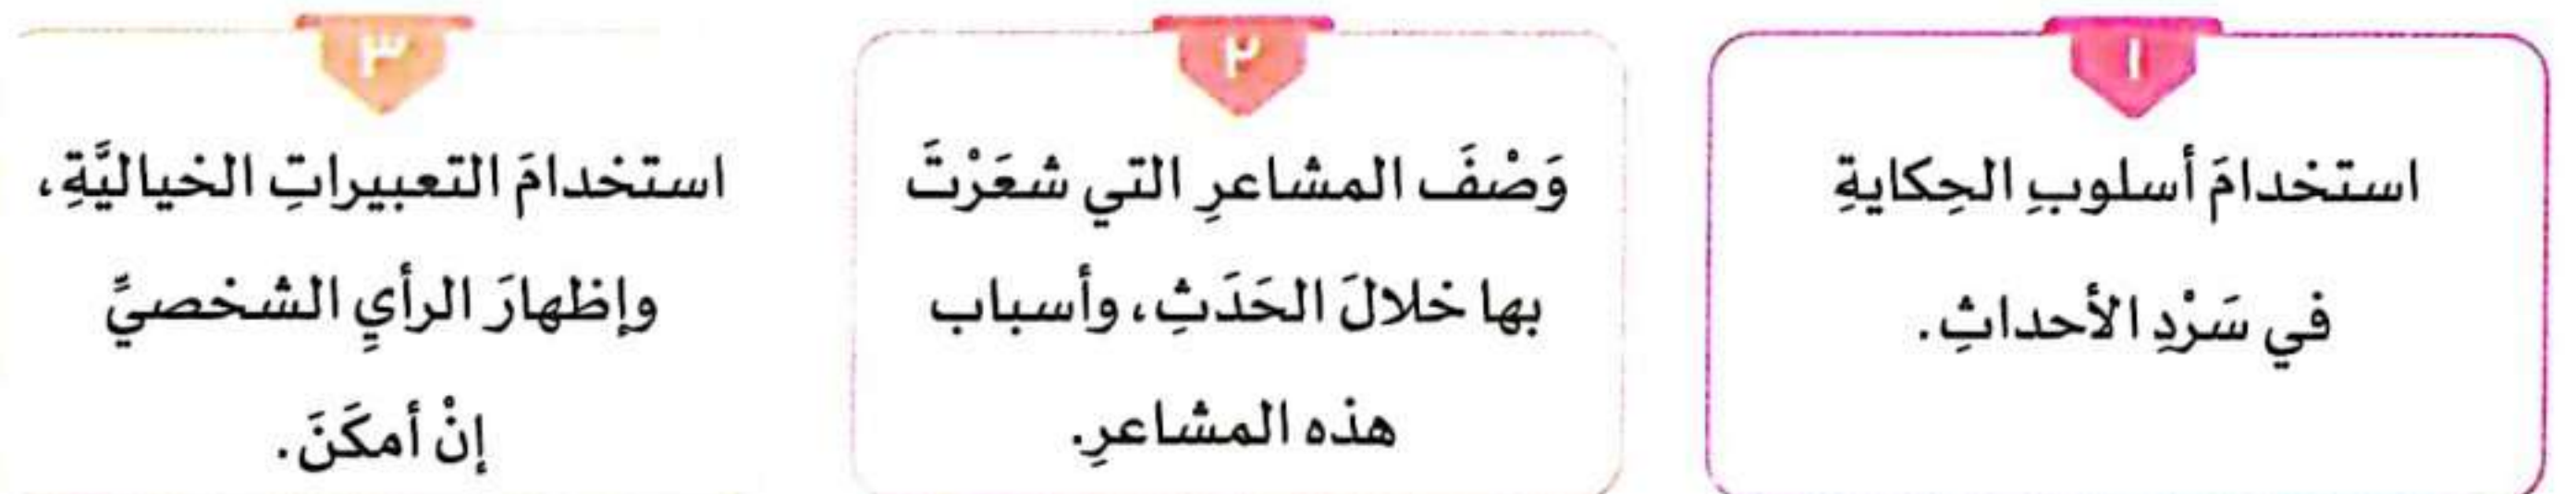 ١
استخدامَ أسلوبِ الحِكايةِ
في سَرْدِ الأحداثِ.
٢
وَصْفَ المشاعرِ التي شعَرْتَ
بها خلالَ الحَدَثِ، وأسباب
هذه المشاعرِ.
٣
استخدامَ التعبيراتِ الخياليَّةِ،
وإظهارَ الرأيِ الشخصيِّ
إنْ أمكَنَ.